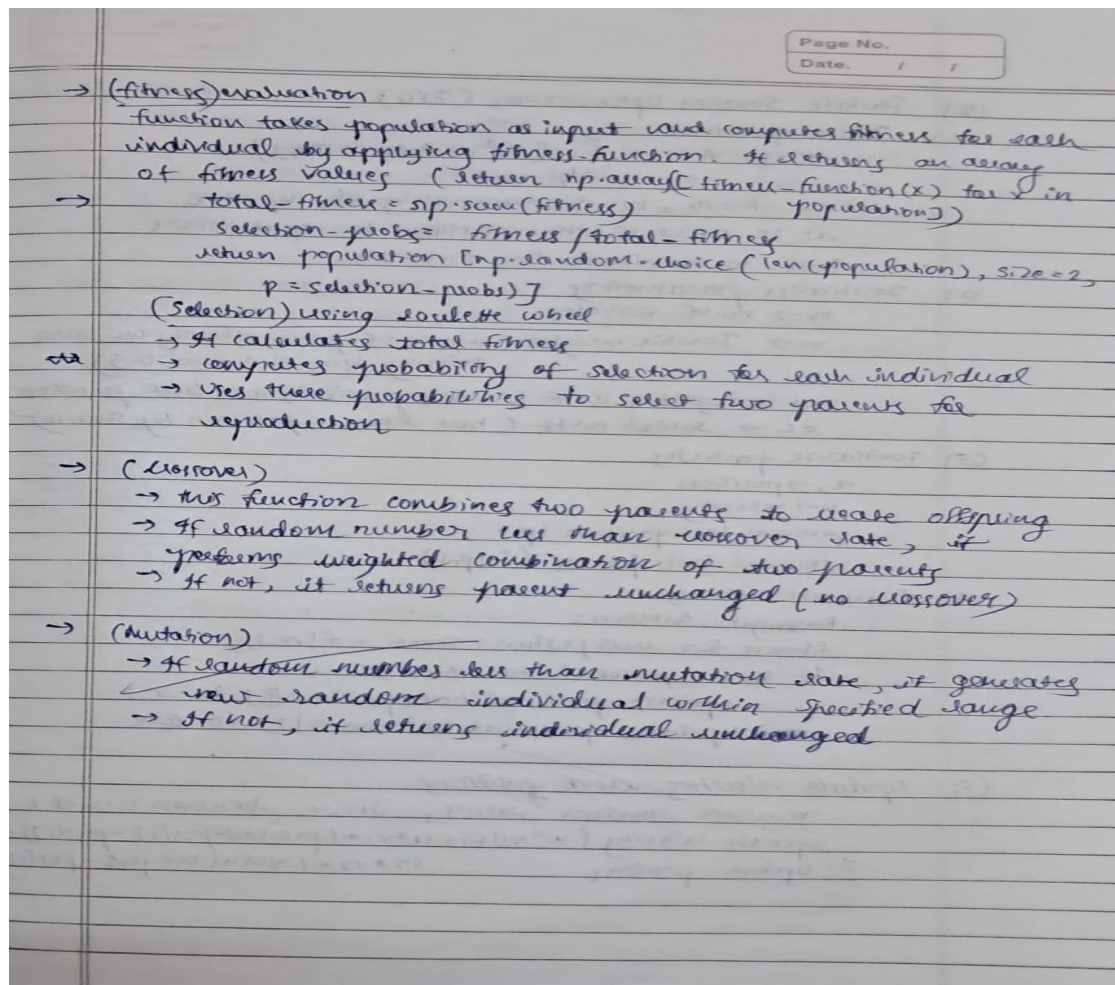 Page No.
Date. / /
→ (fitness) evaluation
function takes population as input and computes fitness for each
individual by applying fitness-function. It returns an array
of fitness values (return np.array([fitness-function(x) for x in
population])
→ total-fitness = np.sum(fitness)
selection-probs = fitness / total-fitness
return population [np.random.choice (len(population), size=2,
p = selection-probs)]
(Selection) using roulette wheel
→ It calculates total fitness
→ computes probability of selection for each individual
→ uses these probabilities to select two parents for
reproduction
→ (crossover)
→ this function combines two parents to create offspring
→ If random number less than crossover rate, it
performs weighted combination of two parents
→ If not, it returns parent unchanged (no crossover)
→ (Mutation)
→ If random number less than mutation rate, it generates
new random individual within specified range
→ If not, it returns individual unchanged